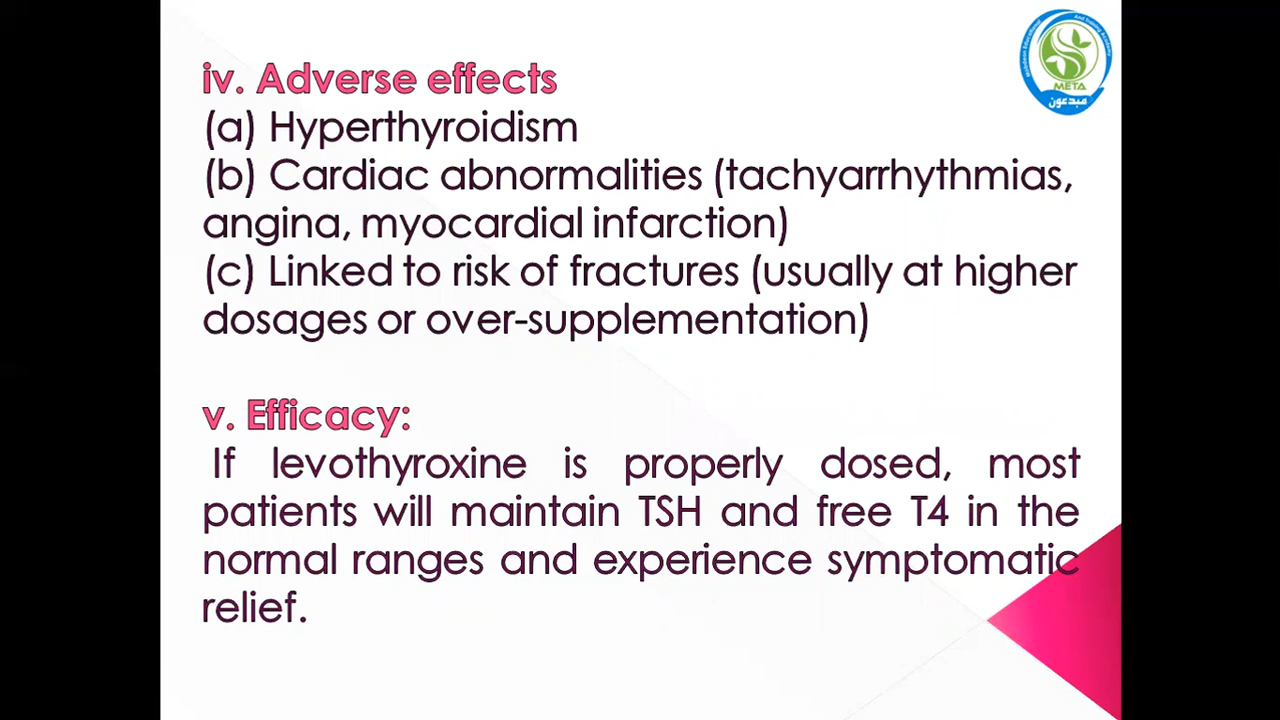 iv. Adverse effects
(a) Hyperthyroidism
(b) Cardiac abnormalities (tachyarrhythmias,
angina, myocardial infarction)
(c) Linked to risk of fractures (usually at higher
dosages or over-supplementation)
v. Efficacy:
If levothyroxine is properly dosed, most
patients will maintain TSH and free T4 in the
normal ranges and experience symptomatic
relief.
META
مبدعون